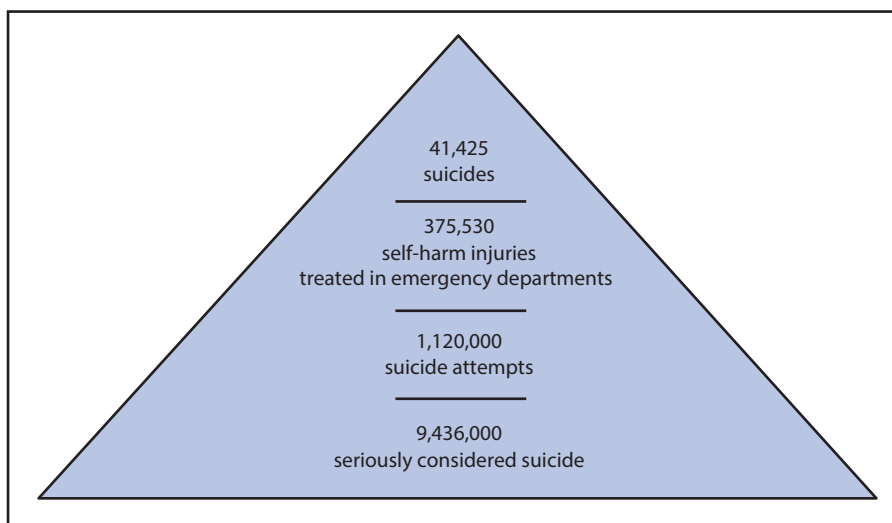 41,425
suicides
375,530
self-harm injuries
treated in emergency departments
1,120,000
suicide attempts
9,436,000
seriously considered suicide